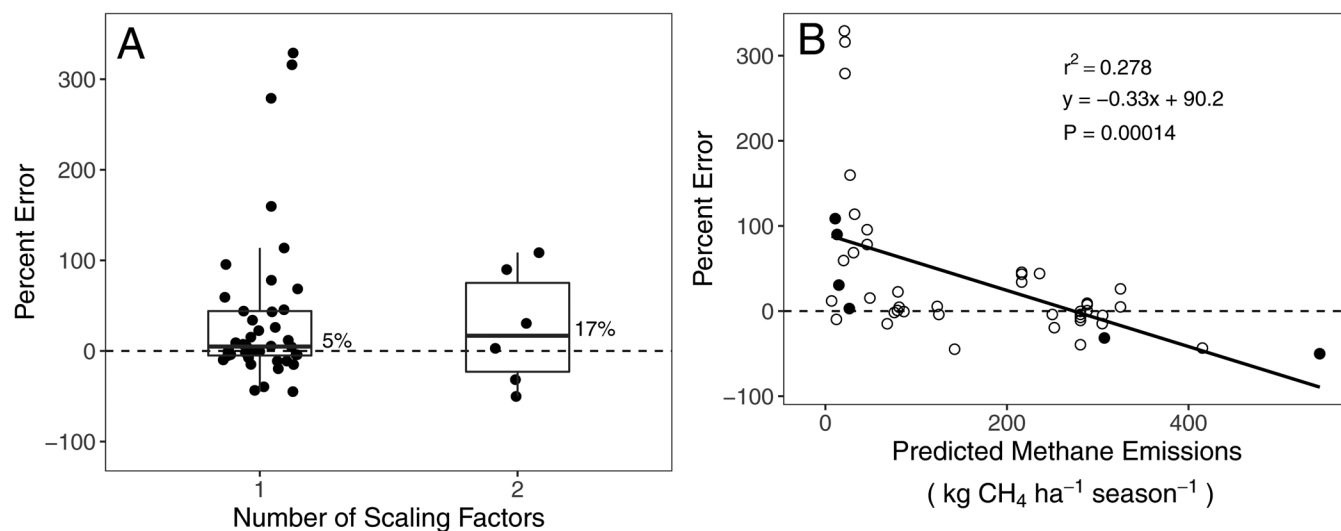 A
Percent Error
300
200
100
0
−100
5%
17%
1
2
Number of Scaling Factors
B
Percent Error
300
200
100
0
−100
r² = 0.278
y = −0.33x + 90.2
P = 0.00014
0
200
400
Predicted Methane Emissions
( kg CH₄ ha⁻¹ season⁻¹ )